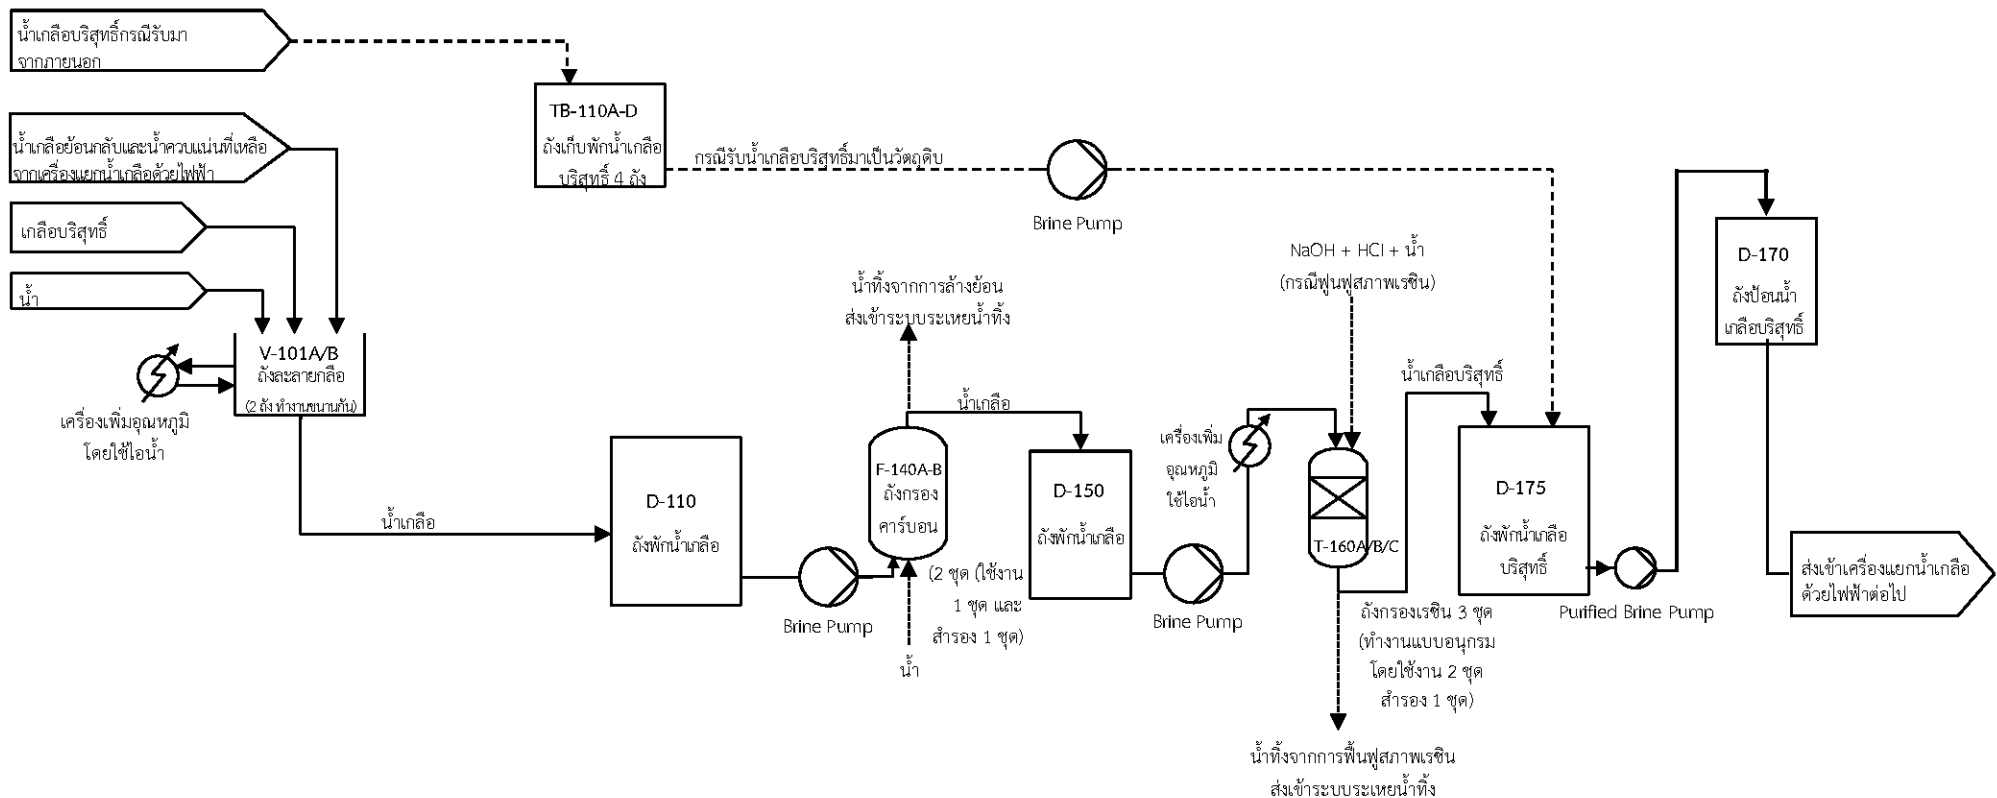 น้ำเกลือบริสุทธิ์กรณีรับมา
จากภายนอก
TB-110A-D
ถังเก็บพักน้ำเกลือ
บริสุทธิ์ 4 ถัง
น้ำเกลือย้อนกลับและน้ำควบแน่นที่เหลือ
จากเครื่องแยกน้ำเกลือด้วยไฟฟ้า
กรณีรับน้ำเกลือบริสุทธิ์มาเป็นวัตถุดิบ
Brine Pump
เกลือบริสุทธิ์
น้ำ
V-101A/B
ถังละลายกลือ
(2 ถัง ทำงานขนานกัน)
เครื่องเพิ่มอุณหภูมิ
โดยใช้ไอน้ำ
น้ำเกลือ
D-110
ถังพักน้ำเกลือ
Brine Pump
น้ำทิ้งจากการล้างย้อน
ส่งเข้าระบบระเหยน้ำทิ้ง
F-140A-B
ถังกรอง
คาร์บอน
(2 ชุด (ใช้งาน
1 ชุด และ
สำรอง 1 ชุด)
น้ำ
น้ำเกลือ
D-150
ถังพักน้ำเกลือ
Brine Pump
เครื่องเพิ่ม
อุณหภูมิ
ใช้ไอน้ำ
NaOH + HCl + น้ำ
(กรณีฟูนฟูสภาพเรซิน)
T-160A/B/C
ถังกรองเรซิน 3 ชุด
(ทำงานแบบอนุกรม
โดยใช้งาน 2 ชุด
สำรอง 1 ชุด)
น้ำทิ้งจากการฟื้นฟูสภาพเรซิน
ส่งเข้าระบบระเหยน้ำทิ้ง
น้ำเกลือบริสุทธิ์
D-175
ถังพักน้ำเกลือ
บริสุทธิ์
Purified Brine Pump
D-170
ถังป้อนน้ำ
เกลือบริสุทธิ์
ส่งเข้าเครื่องแยกน้ำเกลือ
ด้วยไฟฟ้าต่อไป